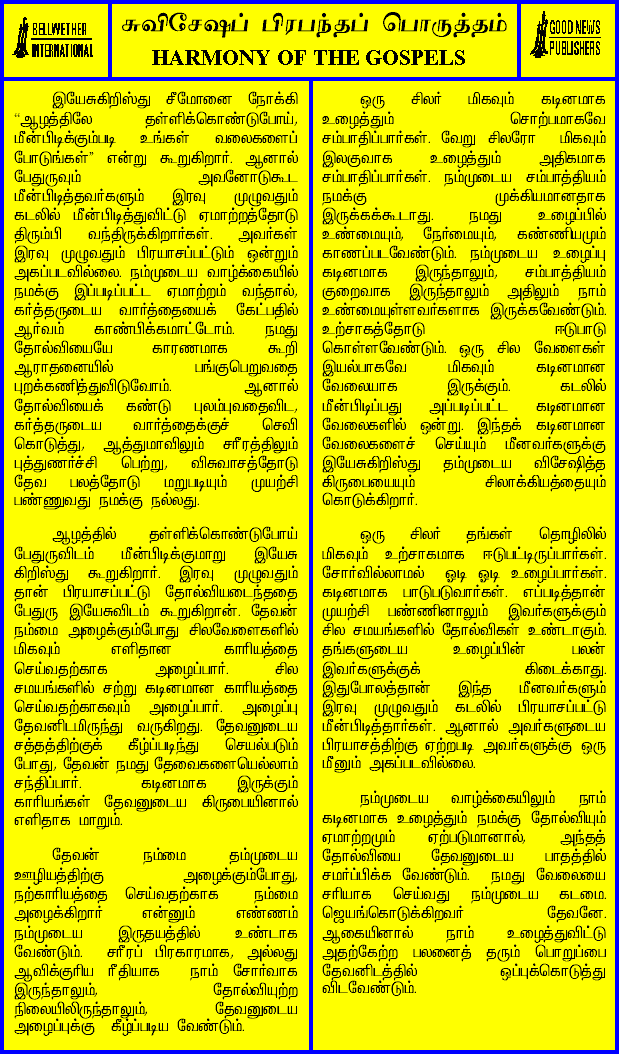 BELLWETHER
INTERNATIONAL
சுவிசேஷப் பிரபந்தப் பொருத்தம்
HARMONY OF THE GOSPELS
GOOD NEWS
PUBLISHERS
இயேசுகிறிஸ்து சீமோனை நோக்கி
“ஆழத்திலே தள்ளிக்கொண்டுபோய்,
மீன்பிடிக்கும்படி உங்கள் வலைகளைப்
போடுங்கள்” என்று கூறுகிறார். ஆனால்
பேதுருவும் அவனோடுகூட
மீன்பிடித்தவர்களும் இரவு முழுவதும்
கடலில் மீன்பிடித்துவிட்டு ஏமாற்றத்தோடு
திரும்பி வந்திருக்கிறார்கள். அவர்கள்
இரவு முழுவதும் பிரயாசப்பட்டும் ஒன்றும்
அகப்படவில்லை. நம்முடைய வாழ்க்கையில்
நமக்கு இப்படிப்பட்ட ஏமாற்றம் வந்தால்,
கர்த்தருடைய வார்த்தையைக் கேட்பதில்
ஆர்வம் காண்பிக்கமாட்டோம். நமது
தோல்வியையே காரணமாக கூறி
ஆராதனையில் பங்குபெறுவதை
புறக்கணித்துவிடுவோம். ஆனால்
தோல்வியைக் கண்டு புலம்புவதைவிட,
கர்த்தருடைய வார்த்தைக்குச் செவி
கொடுத்து, ஆத்துமாவிலும் சரீரத்திலும்
புத்துணர்ச்சி பெற்று, விசுவாசத்தோடு
தேவ பலத்தோடு மறுபடியும் முயற்சி
பண்ணுவது நமக்கு நல்லது.
ஆழத்தில் தள்ளிக்கொண்டுபோய்
பேதுருவிடம் மீன்பிடிக்குமாறு இயேசு
கிறிஸ்து கூறுகிறார். இரவு முழுவதும்
தான் பிரயாசப்பட்டு தோல்வியடைந்ததை
பேதுரு இயேசுவிடம் கூறுகிறான். தேவன்
நம்மை அழைக்கும்போது சிலவேளைகளில்
மிகவும் எளிதான காரியத்தை
செய்வதற்காக அழைப்பார். சில
சமயங்களில் சற்று கடினமான காரியத்தை
செய்வதற்காகவும் அழைப்பார். அழைப்பு
தேவனிடமிருந்து வருகிறது. தேவனுடைய
சத்தத்திற்குக் கீழ்ப்படிந்து செயல்படும்
போது, தேவன் நமது தேவைகளையெல்லாம்
சந்திப்பார். கடினமாக இருக்கும்
காரியங்கள் தேவனுடைய கிருபையினால்
எளிதாக மாறும்.
தேவன் நம்மை தம்முடைய
ஊழியத்திற்கு அழைக்கும்போது,
நற்காரியத்தை செய்வதற்காக நம்மை
அழைக்கிறார் என்னும் எண்ணம்
நம்முடைய இருதயத்தில் உண்டாக
வேண்டும். சரீரப் பிரகாரமாக, அல்லது
ஆவிக்குரிய ரீதியாக நாம் சோர்வாக
இருந்தாலும், தோல்வியுற்ற
நிலையிலிருந்தாலும், தேவனுடைய
அழைப்புக்கு கீழ்ப்படிய வேண்டும்.
ஒரு சிலர் மிகவும் கடினமாக
உழைத்தும் சொற்பமாகவே
சம்பாதிப்பார்கள். வேறு சிலரோ மிகவும்
இலகுவாக உழைத்தும் அதிகமாக
சம்பாதிப்பார்கள். நம்முடைய சம்பாத்தியம்
நமக்கு முக்கியமானதாக
இருக்கக்கூடாது. நமது உழைப்பில்
உண்மையும், நேர்மையும், கண்ணியமும்
காணப்படவேண்டும். நம்முடைய உழைப்பு
கடினமாக இருந்தாலும், சம்பாத்தியம்
குறைவாக இருந்தாலும் அதிலும் நாம்
உண்மையுள்ளவர்களாக இருக்கவேண்டும்.
உற்சாகத்தோடு ஈடுபாடு
கொள்ளவேண்டும். ஒரு சில வேளைகள்
இயல்பாகவே மிகவும் கடினமான
வேலையாக இருக்கும். கடலில்
மீன்பிடிப்பது அப்படிப்பட்ட கடினமான
வேலைகளில் ஒன்று. இந்தக் கடினமான
வேலைகளைச் செய்யும் மீனவர்களுக்கு
இயேசுகிறிஸ்து தம்முடைய விசேஷித்த
கிருபையையும் சிலாக்கியத்தையும்
கொடுக்கிறார்.
ஒரு சிலர் தங்கள் தொழிலில்
மிகவும் உற்சாகமாக ஈடுபட்டிருப்பார்கள்.
சோர்வில்லாமல் ஓடி ஓடி உழைப்பார்கள்.
கடினமாக பாடுபடுவார்கள். எப்படித்தான்
முயற்சி பண்ணினாலும் இவர்களுக்கும்
சில சமயங்களில் தோல்விகள் உண்டாகும்.
தங்களுடைய உழைப்பின் பலன்
இவர்களுக்குக் கிடைக்காது.
இதுபோலத்தான் இந்த மீனவர்களும்
இரவு முழுவதும் கடலில் பிரயாசப்பட்டு
மீன்பிடித்தார்கள். ஆனால் அவர்களுடைய
பிரயாசத்திற்கு ஏற்றபடி அவர்களுக்கு ஒரு
மீனும் அகப்படவில்லை.
நம்முடைய வாழ்க்கையிலும் நாம்
கடினமாக உழைத்தும் நமக்கு தோல்வியும்
ஏமாற்றமும் ஏற்படுமானால், அந்தத்
தோல்வியை தேவனுடைய பாதத்தில்
சமர்ப்பிக்க வேண்டும். நமது வேலையை
சரியாக செய்வது நம்முடைய கடமை.
ஜெயங்கொடுக்கிறவர் தேவனே.
ஆகையினால் நாம் உழைத்துவிட்டு
அதற்கேற்ற பலனைத் தரும் பொறுப்பை
தேவனிடத்தில் ஒப்புக்கொடுத்து
விடவேண்டும்.